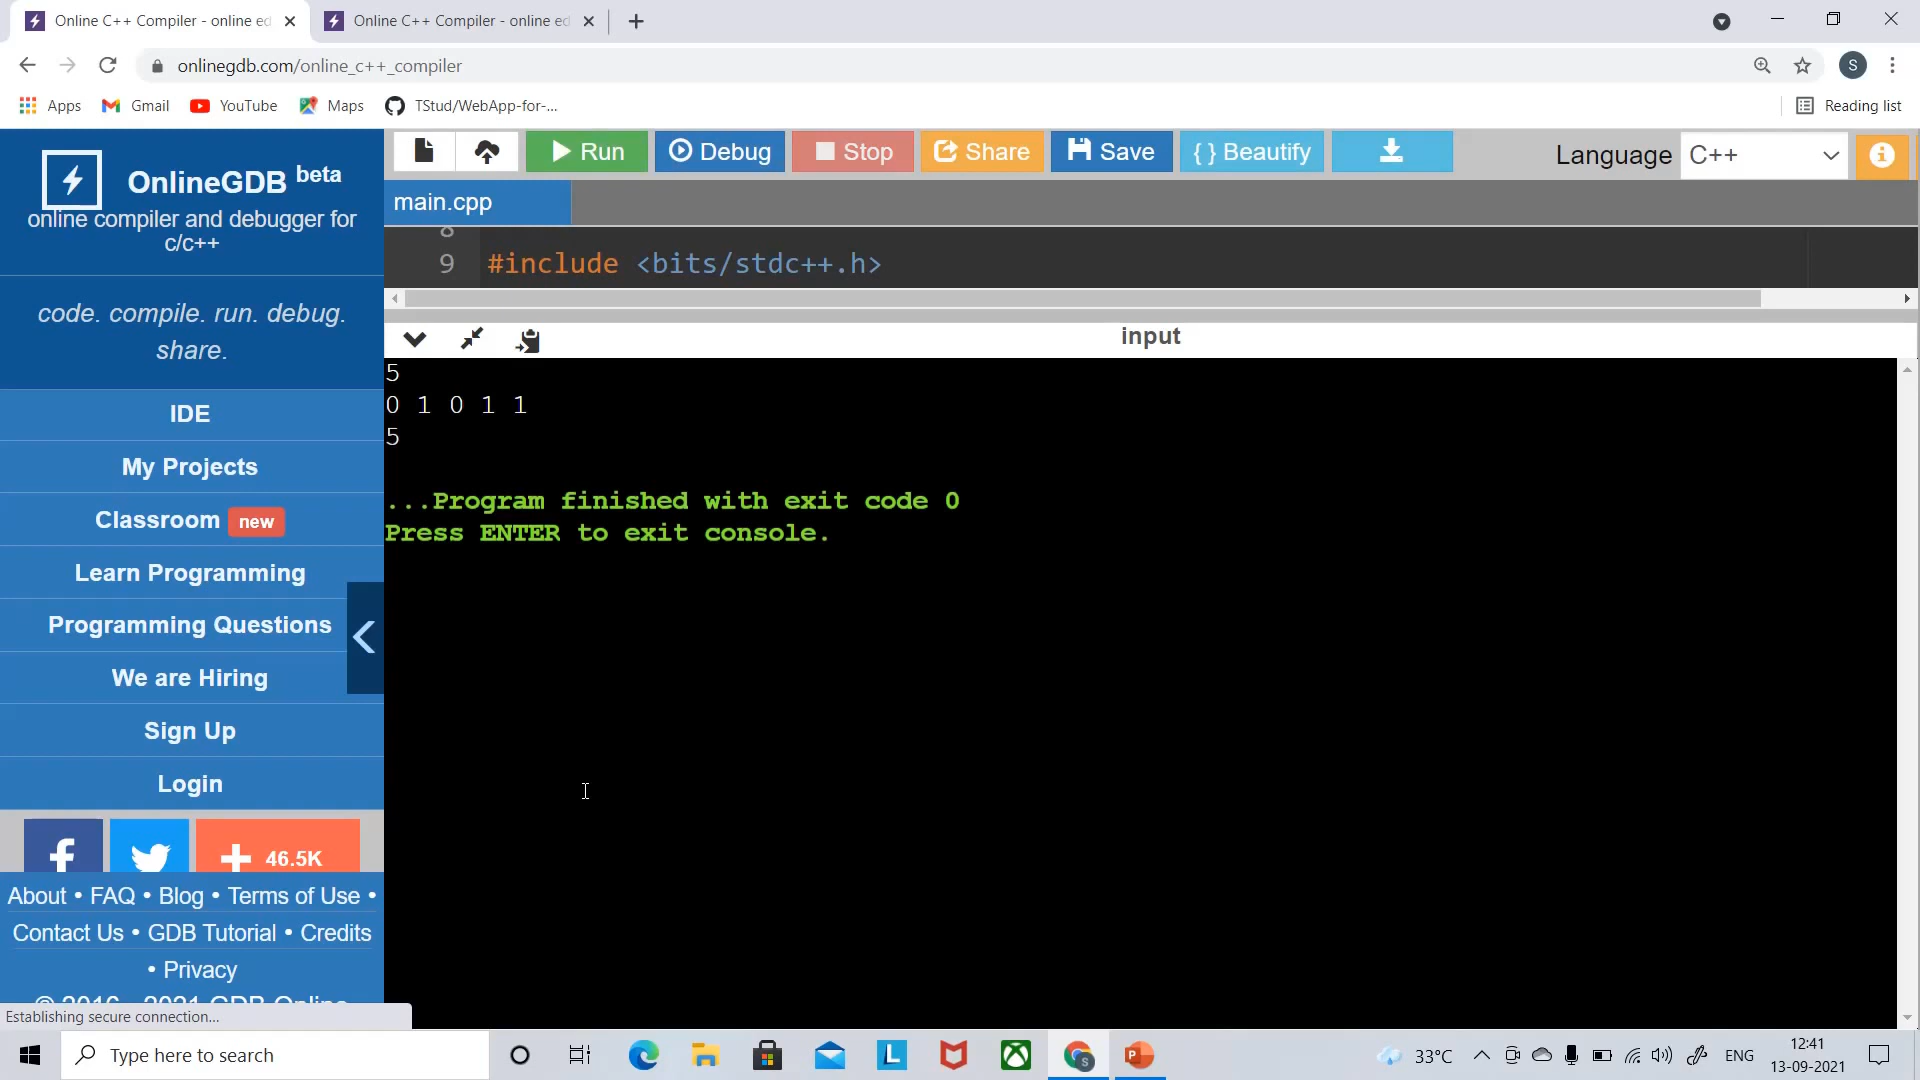 Online C++ Compiler - online ed
Online C++ Compiler - online ed
onlinegdb.com/online_c++_compiler
S
Apps
Gmail
YouTube
Maps
TStud/WebApp-for-...
Reading list
OnlineGDB beta
online compiler and debugger for
c/c++
code. compile. run. debug.
share.
IDE
My Projects
Classroom new
Learn Programming
Programming Questions
We are Hiring
Sign Up
Login
46.5K
About • FAQ • Blog • Terms of Use •
Contact Us • GDB Tutorial • Credits
• Privacy
© 2016 - 2021 GDB Online
Establishing secure connection...
Run
Debug
Stop
Share
Save
{ } Beautify
Language C++
main.cpp
8
9 #include <bits/stdc++.h>
input
5
0 1 0 1 1
5
...Program finished with exit code 0
Press ENTER to exit console.
Type here to search
33°C
ENG
12:41
13-09-2021